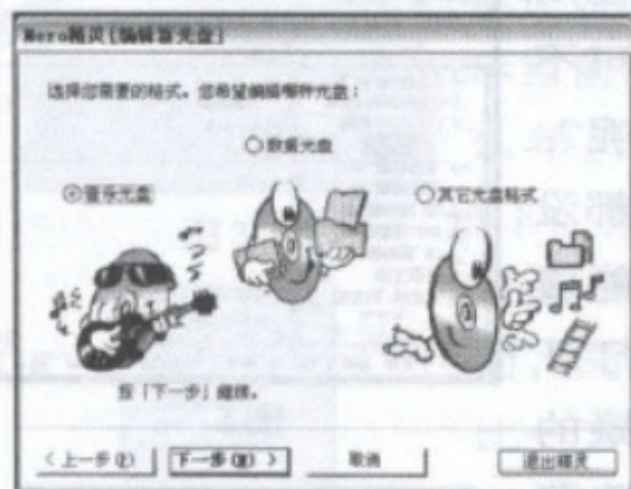 Nero精灵[编辑新光盘]
选择您需要的格式。您希望编辑哪种光盘：
数据光盘
音乐光盘
其它光盘格式
按「下一步」继续。
<上一步(P) 下一步(N) > 取消 退出精灵